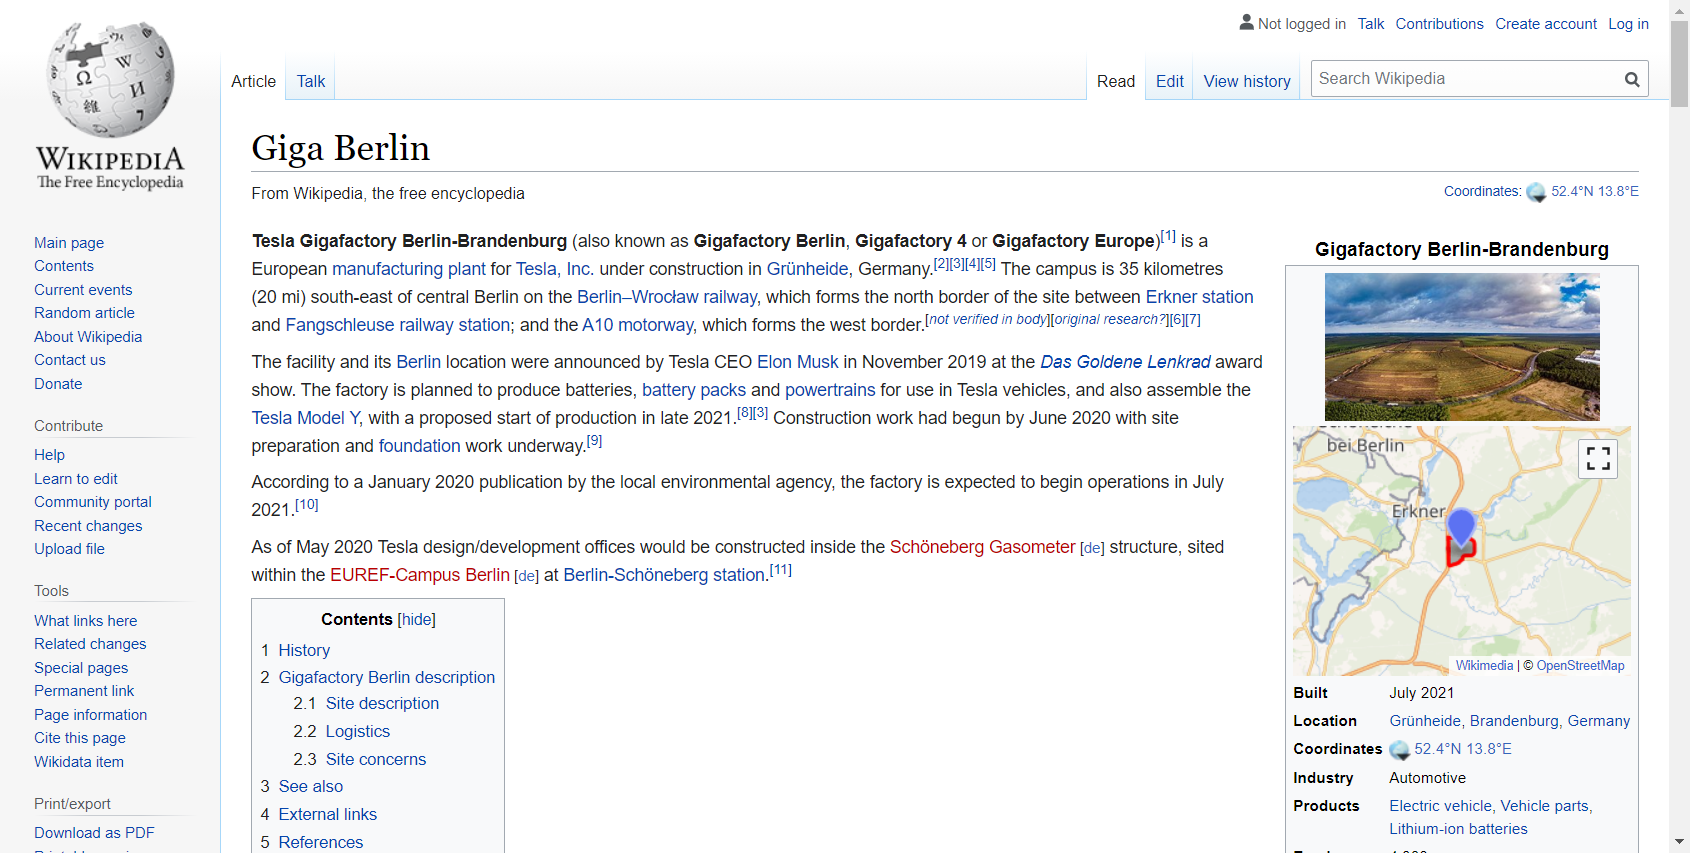 Not logged in Talk Contributions Create account Log in
Article Talk Read Edit View history Search Wikipedia
WIKIPEDIA
The Free Encyclopedia
Main page
Contents
Current events
Random article
About Wikipedia
Contact us
Donate
Contribute
Help
Learn to edit
Community portal
Recent changes
Upload file
Tools
What links here
Related changes
Special pages
Permanent link
Page information
Cite this page
Wikidata item
Print/export
Download as PDF
Giga Berlin
From Wikipedia, the free encyclopedia
Coordinates: 52.4°N 13.8°E
Tesla Gigafactory Berlin-Brandenburg (also known as Gigafactory Berlin, Gigafactory 4 or Gigafactory Europe)[1] is a
European manufacturing plant for Tesla, Inc. under construction in Grünheide, Germany.[2][3][4][5] The campus is 35 kilometres
(20 mi) south-east of central Berlin on the Berlin–Wrocław railway, which forms the north border of the site between Erkner station
and Fangschleuse railway station; and the A10 motorway, which forms the west border.[not verified in body][original research?][6][7]
The facility and its Berlin location were announced by Tesla CEO Elon Musk in November 2019 at the Das Goldene Lenkrad award
show. The factory is planned to produce batteries, battery packs and powertrains for use in Tesla vehicles, and also assemble the
Tesla Model Y, with a proposed start of production in late 2021.[8][3] Construction work had begun by June 2020 with site
preparation and foundation work underway.[9]
According to a January 2020 publication by the local environmental agency, the factory is expected to begin operations in July
2021.[10]
As of May 2020 Tesla design/development offices would be constructed inside the Schöneberg Gasometer [de] structure, sited
within the EUREF-Campus Berlin [de] at Berlin-Schöneberg station.[11]
Contents [hide]
1 History
2 Gigafactory Berlin description
2.1 Site description
2.2 Logistics
2.3 Site concerns
3 See also
4 External links
5 References
Gigafactory Berlin-Brandenburg
bei Berlin
Erkner
Wikimedia | © OpenStreetMap
Built July 2021
Location Grünheide, Brandenburg, Germany
Coordinates 52.4°N 13.8°E
Industry Automotive
Products Electric vehicle, Vehicle parts,
Lithium-ion batteries